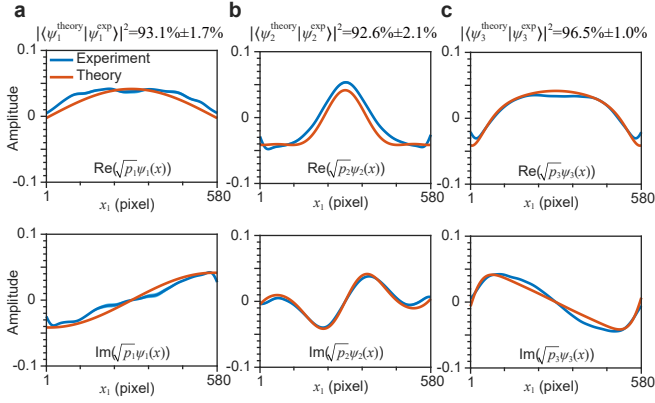 a b c
|⟨ψ₁ᵗʰᵉᵒʳʸ|ψ₁ᵉˣᵖ⟩|²=93.1%±1.7% |⟨ψ₂ᵗʰᵉᵒʳʸ|ψ₂ᵉˣᵖ⟩|²=92.6%±2.1% |⟨ψ₃ᵗʰᵉᵒʳʸ|ψ₃ᵉˣᵖ⟩|²=96.5%±1.0%
0.1 0.1 0.1
Experiment
Theory
Amplitude
0 0 0
Re(√p₁ψ₁(x)) Re(√p₂ψ₂(x)) Re(√p₃ψ₃(x))
-0.1 -0.1 -0.1
1 580 1 580 1 580
x₁ (pixel) x₁ (pixel) x₁ (pixel)
0.1 0.1 0.1
Amplitude
0 0 0
Im(√p₁ψ₁(x)) Im(√p₂ψ₂(x)) Im(√p₃ψ₃(x))
-0.1 -0.1 -0.1
1 580 1 580 1 580
x₁ (pixel) x₁ (pixel) x₁ (pixel)